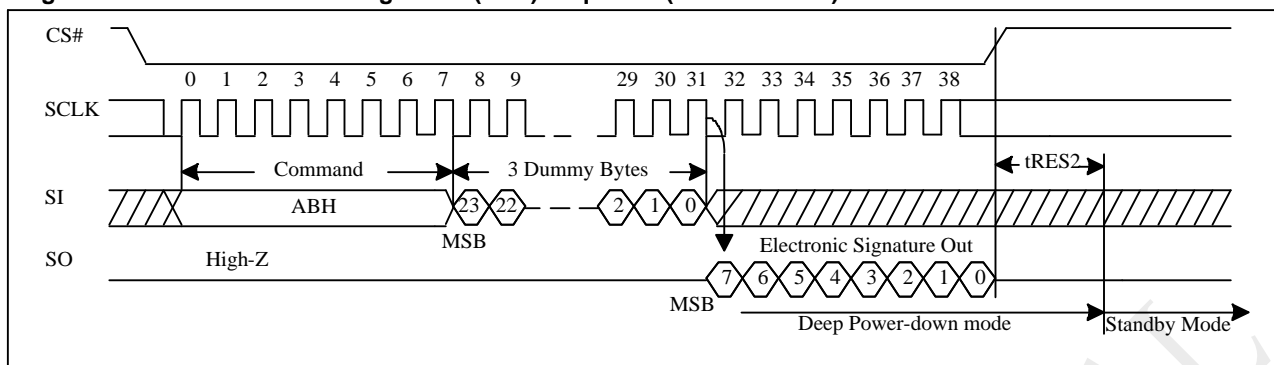 CS#
0 1 2 3 4 5 6 7 8 9 29 30 31 32 33 34 35 36 37 38
SCLK
Command 3 Dummy Bytes tRES2
SI ABH 23 22 2 1 0
MSB
Electronic Signature Out
SO High-Z
7 6 5 4 3 2 1 0
MSB
Deep Power-down mode Standby Mode